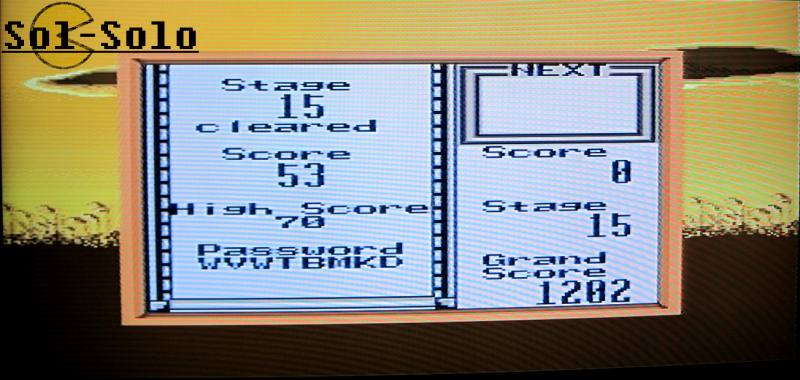 Sol-Solo
Stage
15
cleared
Score
53
High Score
70
Password
WVWTBMKD
NEXT
Score
0
Stage
15
Grand
Score
1202